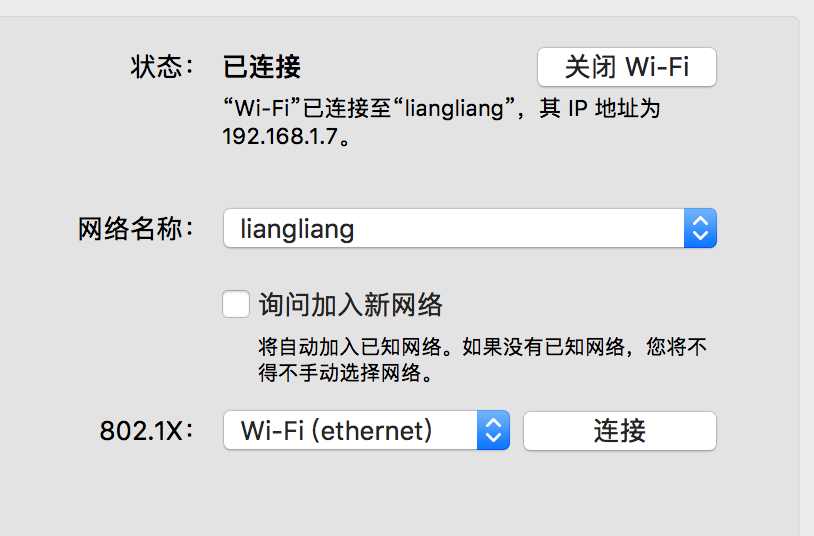 状态： 已连接 关闭 Wi-Fi
“Wi-Fi”已连接至“liangliang”，其 IP 地址为
192.168.1.7。
网络名称： liangliang
询问加入新网络
将自动加入已知网络。如果没有已知网络，您将不
得不手动选择网络。
802.1X： Wi-Fi (ethernet) 连接